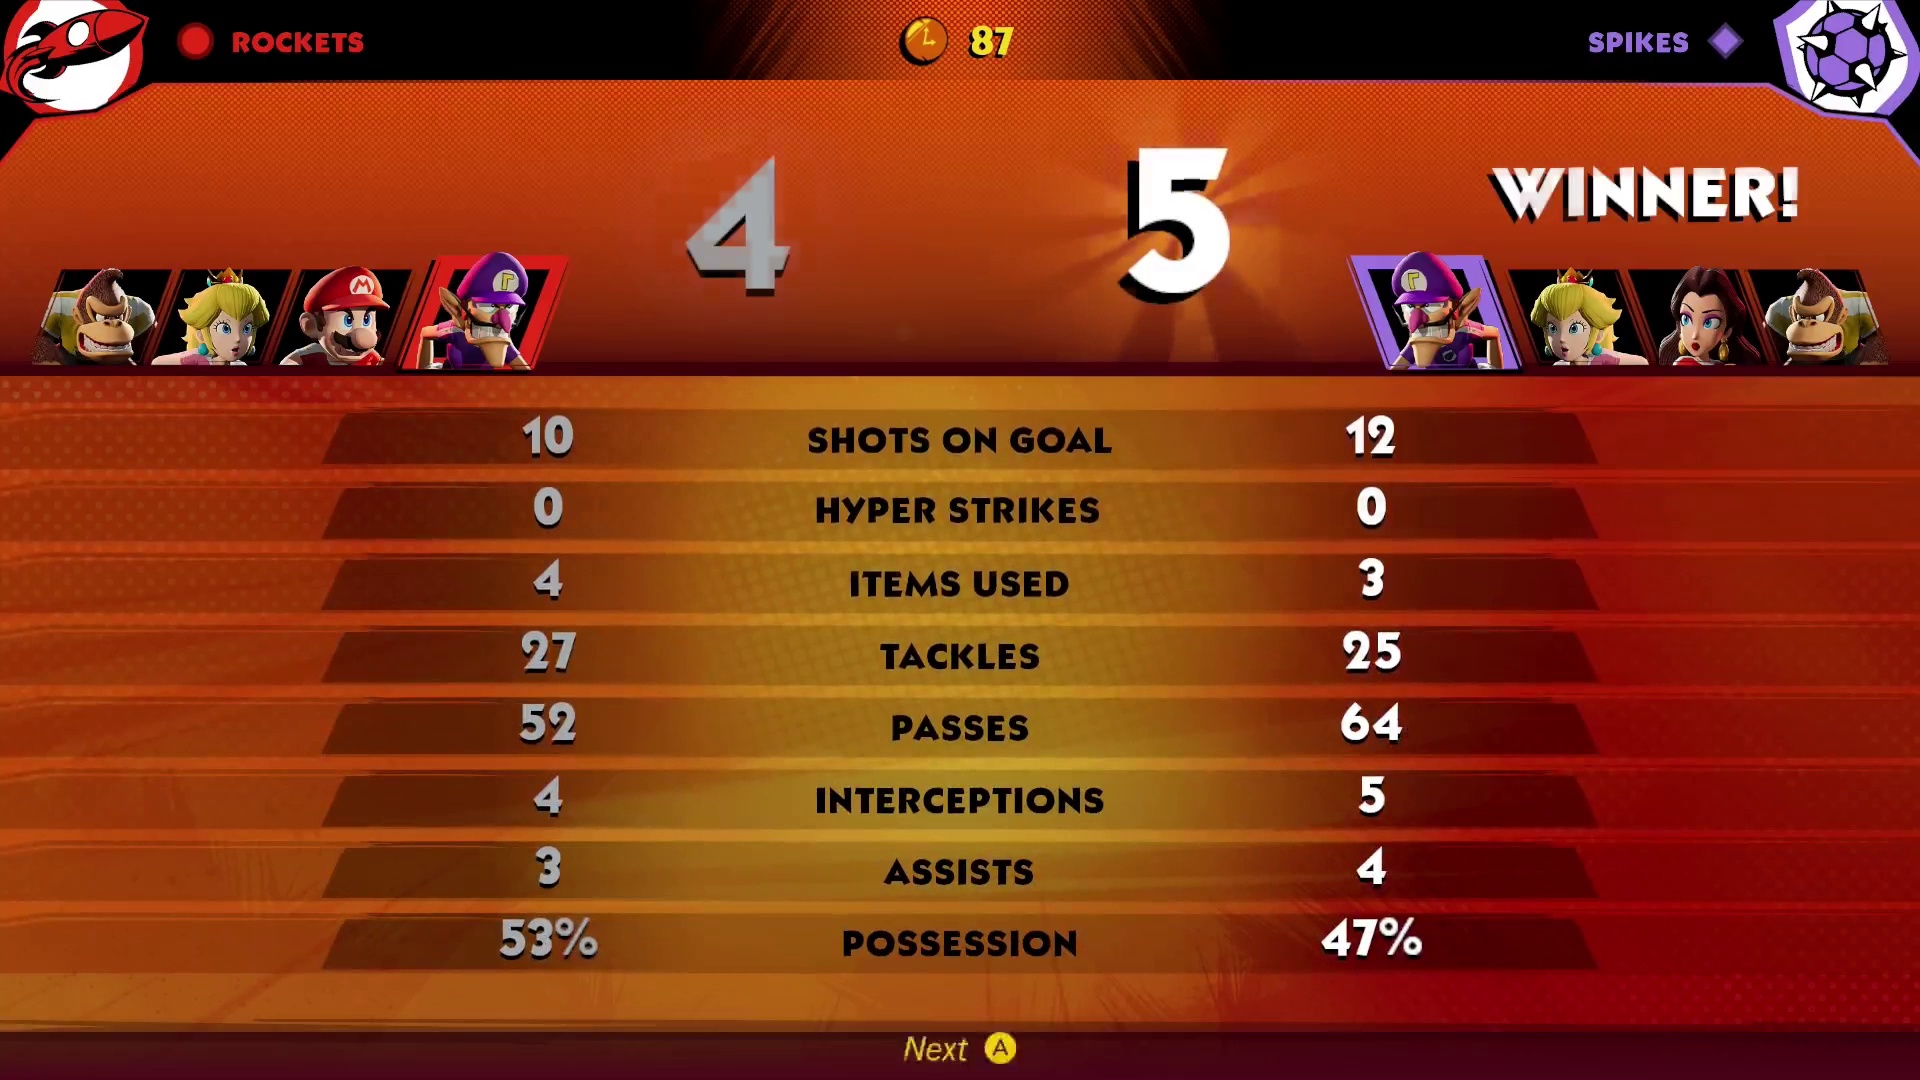 ROCKETS
87
SPIKES
4
5
WINNER!
10 SHOTS ON GOAL 12
0 HYPER STRIKES 0
4 ITEMS USED 3
27 TACKLES 25
52 PASSES 64
4 INTERCEPTIONS 5
3 ASSISTS 4
53% POSSESSION 47%
Next A